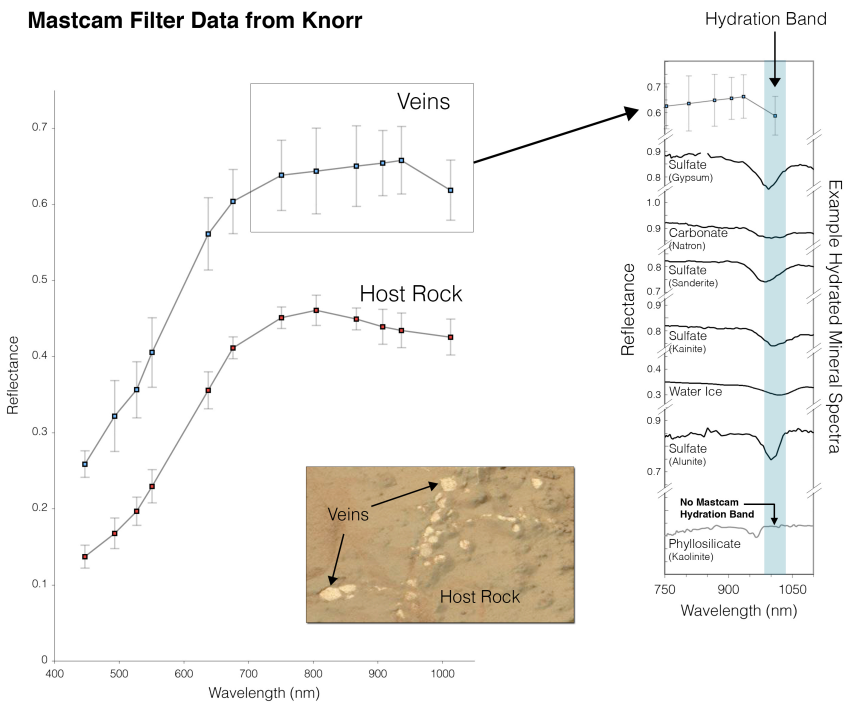 Mastcam Filter Data from Knorr
Hydration Band
Veins
0.7
0.6
0.5
0.4
0.3
0.2
0.1
0
Reflectance
Host Rock
Veins
Host Rock
400
500
600
700
800
900
1000
Wavelength (nm)
0.7
0.6
0.9
Sulfate
0.8
(Gypsum)
1.0
0.9
Carbonate
(Natron)
0.8
Sulfate
(Sanderite)
0.7
0.9
0.8
Sulfate
(Kainite)
0.4
Water Ice
0.3
0.9
Sulfate
(Alunite)
0.7
No Mastcam
Hydration Band
Phyllosilicate
(Kaolinite)
750
900
1050
Wavelength (nm)
Reflectance
Example Hydrated Mineral Spectra